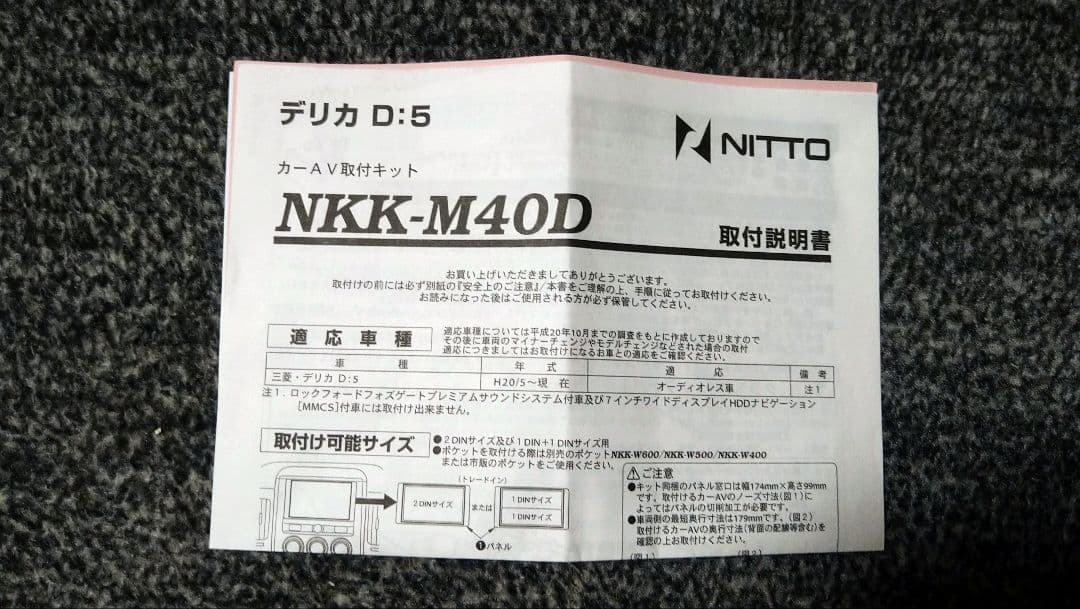 デリカ D:5
NITTO
カーAV取付キット
NKK-M40D
取付説明書
お買い上げいただきましてありがとうございます。
取付けの前には必ず別紙の『安全上のご注意』/本書をご理解の上、手順に従ってお取付けください。
お読みになった後はご使用される方が必ず保管してください。
適応車種
適応車種については平成20年10月までの調査をもとに作成しておりますので
その後に車両のマイナーチェンジやモデルチェンジなどされた場合の取付
適応につきましてはお取付けになるお車との適応をご確認ください。
車種 年式 適応 備考
三菱・デリカ D:5 H20/5〜現在 オーディオレス車 注1
注1. ロックフォードフォズゲートプレミアムサウンドシステム付車及び7インチワイドディスプレイHDDナビゲーション
[MMCS]付車には取付け出来ません。
取付け可能サイズ
●2DINサイズ及び1DIN+1DINサイズ用
●ポケットを取付ける際は別売のポケットNKK-W600/NKK-W500/NKK-W400
または市販のポケットをご使用ください。
(トレードイン)
2DINサイズ
または
1DINサイズ
1DINサイズ
❶パネル
⚠ご注意
●キット同梱のパネル窓口は幅174mm×高さ99mm
です。取付けるカーAVのノーズ寸法(図1)に
よってはパネルの切削加工が必要です。
●車両側の最短奥行寸法は179mmです。(図2)
取付けるカーAVの奥行寸法(背面の配線等含む)を
確認の上お取付けください。
(図1)
(図2)